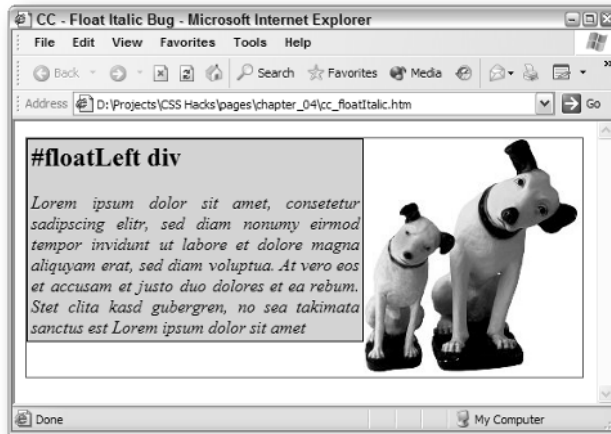 CC - Float Italic Bug - Microsoft Internet Explorer
File Edit View Favorites Tools Help
Back Search Favorites Media
Address D:\Projects\CSS Hacks\pages\chapter_04\cc_floatItalic.htm Go
#floatLeft div
Lorem ipsum dolor sit amet, consetetur
sadipscing elitr, sed diam nonumy eirmod
tempor invidunt ut labore et dolore magna
aliquyam erat, sed diam voluptua. At vero eos
et accusam et justo duo dolores et ea rebum.
Stet clita kasd gubergren, no sea takimata
sanctus est Lorem ipsum dolor sit amet
Done My Computer